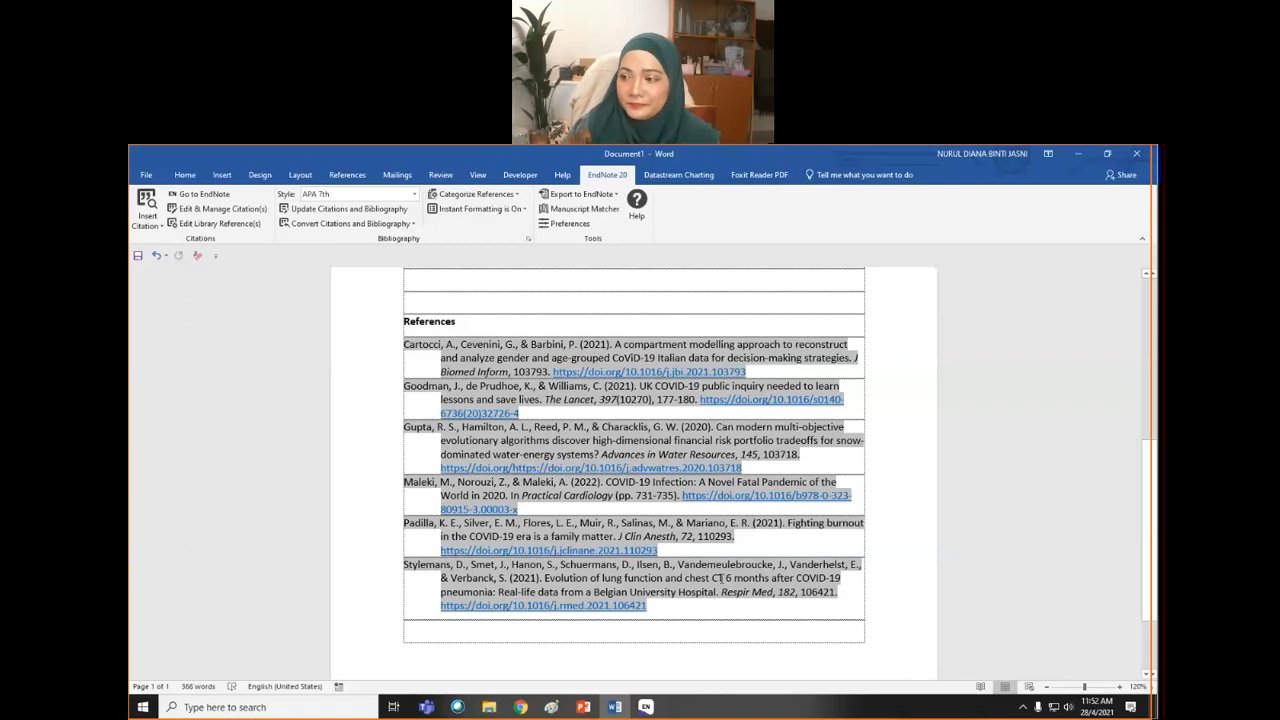 Document1 - Word
NURUL DIANA BINTI JASNI
File Home Insert Design Layout References Mailings Review View Developer Help EndNote 20 Datastream Charting Foxit Reader PDF Tell me what you want to do Share
Go to EndNote
Edit & Manage Citation(s)
Edit Library Reference(s)
Insert
Citation
Citations
Style: APA 7th
Update Citations and Bibliography
Convert Citations and Bibliography
Categorize References
Instant Formatting is On
Bibliography
Export to EndNote
Manuscript Matcher
Preferences
Help
Tools
References
Cartocci, A., Cevenini, G., & Barbini, P. (2021). A compartment modelling approach to reconstruct
and analyze gender and age-grouped CoViD-19 Italian data for decision-making strategies. J
Biomed Inform, 103793. https://doi.org/10.1016/j.jbi.2021.103793
Goodman, J., de Prudhoe, K., & Williams, C. (2021). UK COVID-19 public inquiry needed to learn
lessons and save lives. The Lancet, 397(10270), 177-180. https://doi.org/10.1016/s0140-
6736(20)32726-4
Gupta, R. S., Hamilton, A. L., Reed, P. M., & Characklis, G. W. (2020). Can modern multi-objective
evolutionary algorithms discover high-dimensional financial risk portfolio tradeoffs for snow-
dominated water-energy systems? Advances in Water Resources, 145, 103718.
https://doi.org/https://doi.org/10.1016/j.advwatres.2020.103718
Maleki, M., Norouzi, Z., & Maleki, A. (2022). COVID-19 Infection: A Novel Fatal Pandemic of the
World in 2020. In Practical Cardiology (pp. 731-735). https://doi.org/10.1016/b978-0-323-
80915-3.00003-x
Padilla, K. E., Silver, E. M., Flores, L. E., Muir, R., Salinas, M., & Mariano, E. R. (2021). Fighting burnout
in the COVID-19 era is a family matter. J Clin Anesth, 72, 110293.
https://doi.org/10.1016/j.jclinane.2021.110293
Stylemans, D., Smet, J., Hanon, S., Schuermans, D., Ilsen, B., Vandemeulebroucke, J., Vanderhelst, E.,
& Verbanck, S. (2021). Evolution of lung function and chest CT 6 months after COVID-19
pneumonia: Real-life data from a Belgian University Hospital. Respir Med, 182, 106421.
https://doi.org/10.1016/j.rmed.2021.106421
Page 1 of 1 366 words English (United States) 120%
Type here to search
11:52 AM
28/4/2021